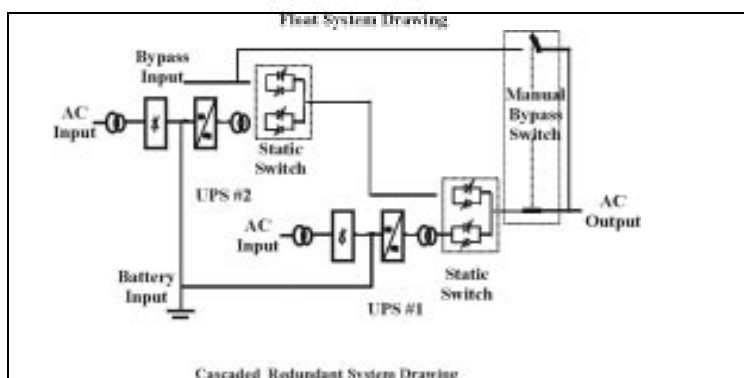 Float System Drawing
Bypass
Input
AC
Input
Manual
Bypass
Switch
Static
Switch
UPS #2
AC
Input
AC
Output
Battery
Input
Static
Switch
UPS #1
Cascaded Redundant System Drawing